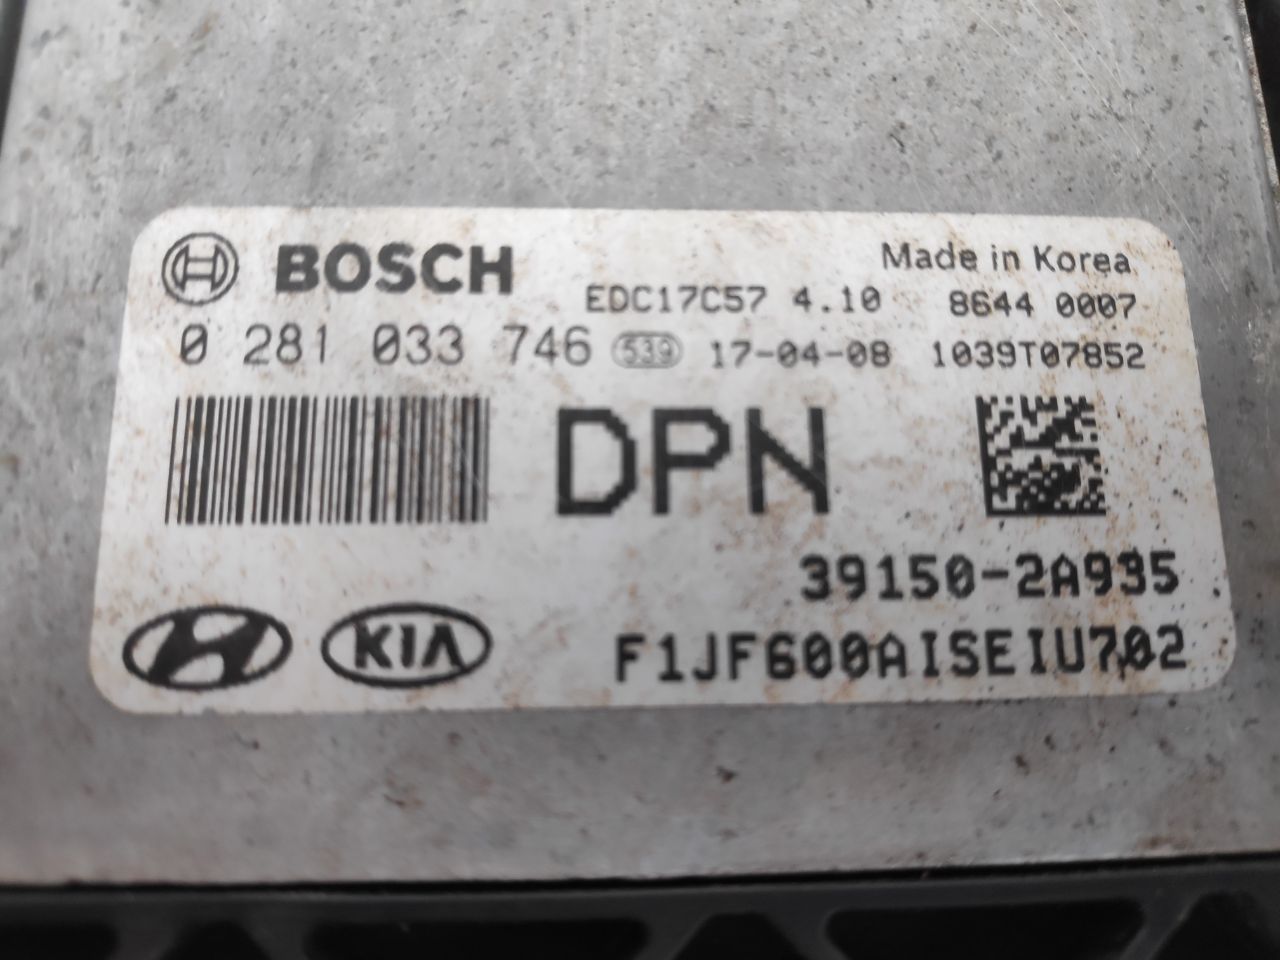 BOSCH
Made in Korea
EDC17C57 4.10 8644 0007
0 281 033 746 539 17-04-08 1039T07852
DPN
39150-2A935
KIA F1JF600AISEIU702